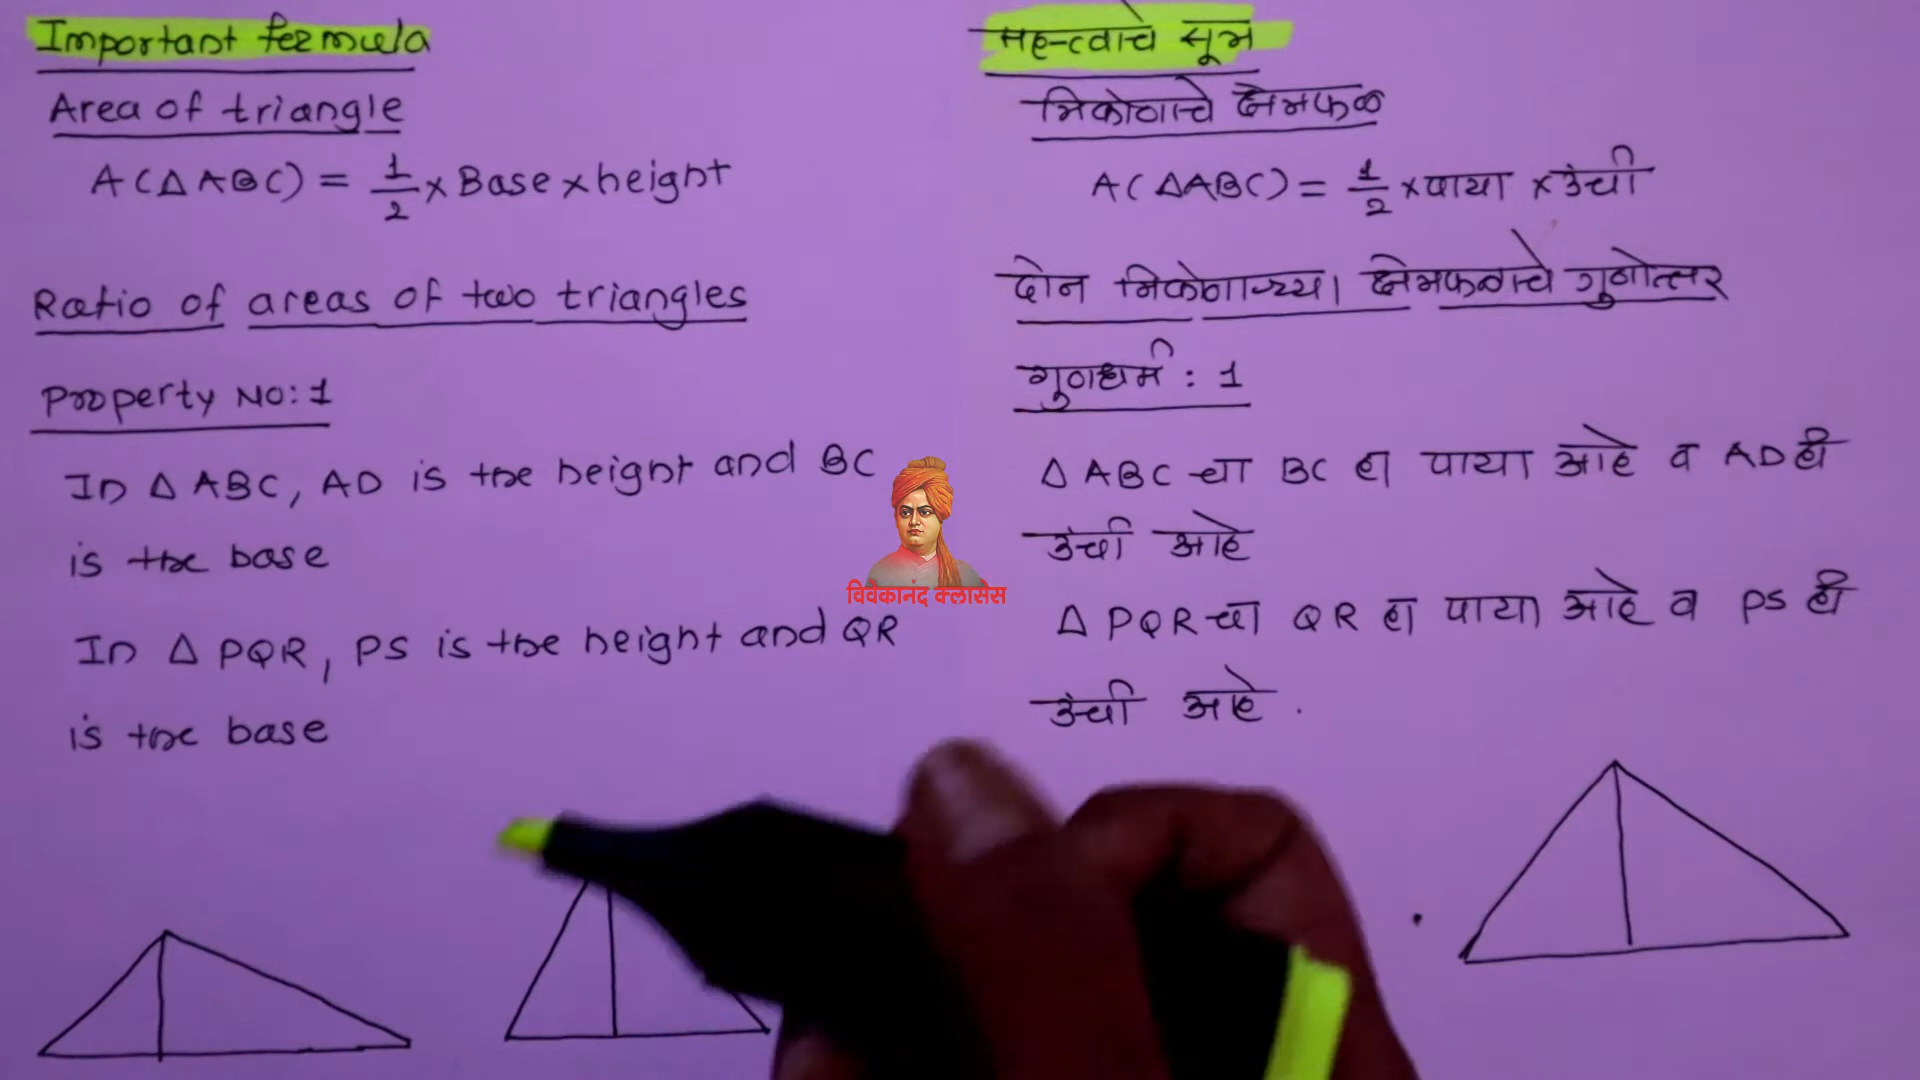 Important formula
Area of triangle
A(△ABC) = 1/2 × Base × height
Ratio of areas of two triangles
Property No: 1
In △ ABC, AD is the height and BC
is the base
In △ PQR, PS is the height and QR
is the base
महत्वाचे सूत्र
त्रिकोणाचे क्षेत्रफळ
A(△ABC) = 1/2 × पाया × उंची
दोन त्रिकोणाच्या क्षेत्रफळाचे गुणोत्तर
गुणधर्म : 1
△ ABC चा BC हा पाया आहे व AD ही
उंची आहे
△ PQR चा QR हा पाया आहे व PS ही
उंची आहे .
विवेकानंद क्लासेस